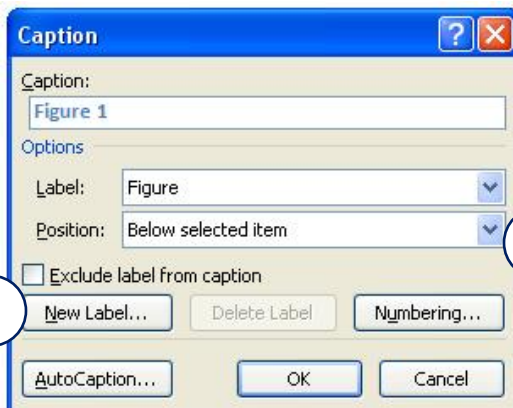 Caption
Caption:
Figure 1
Options
Label: Figure
Position: Below selected item
Exclude label from caption
New Label... Delete Label Numbering...
AutoCaption... OK Cancel